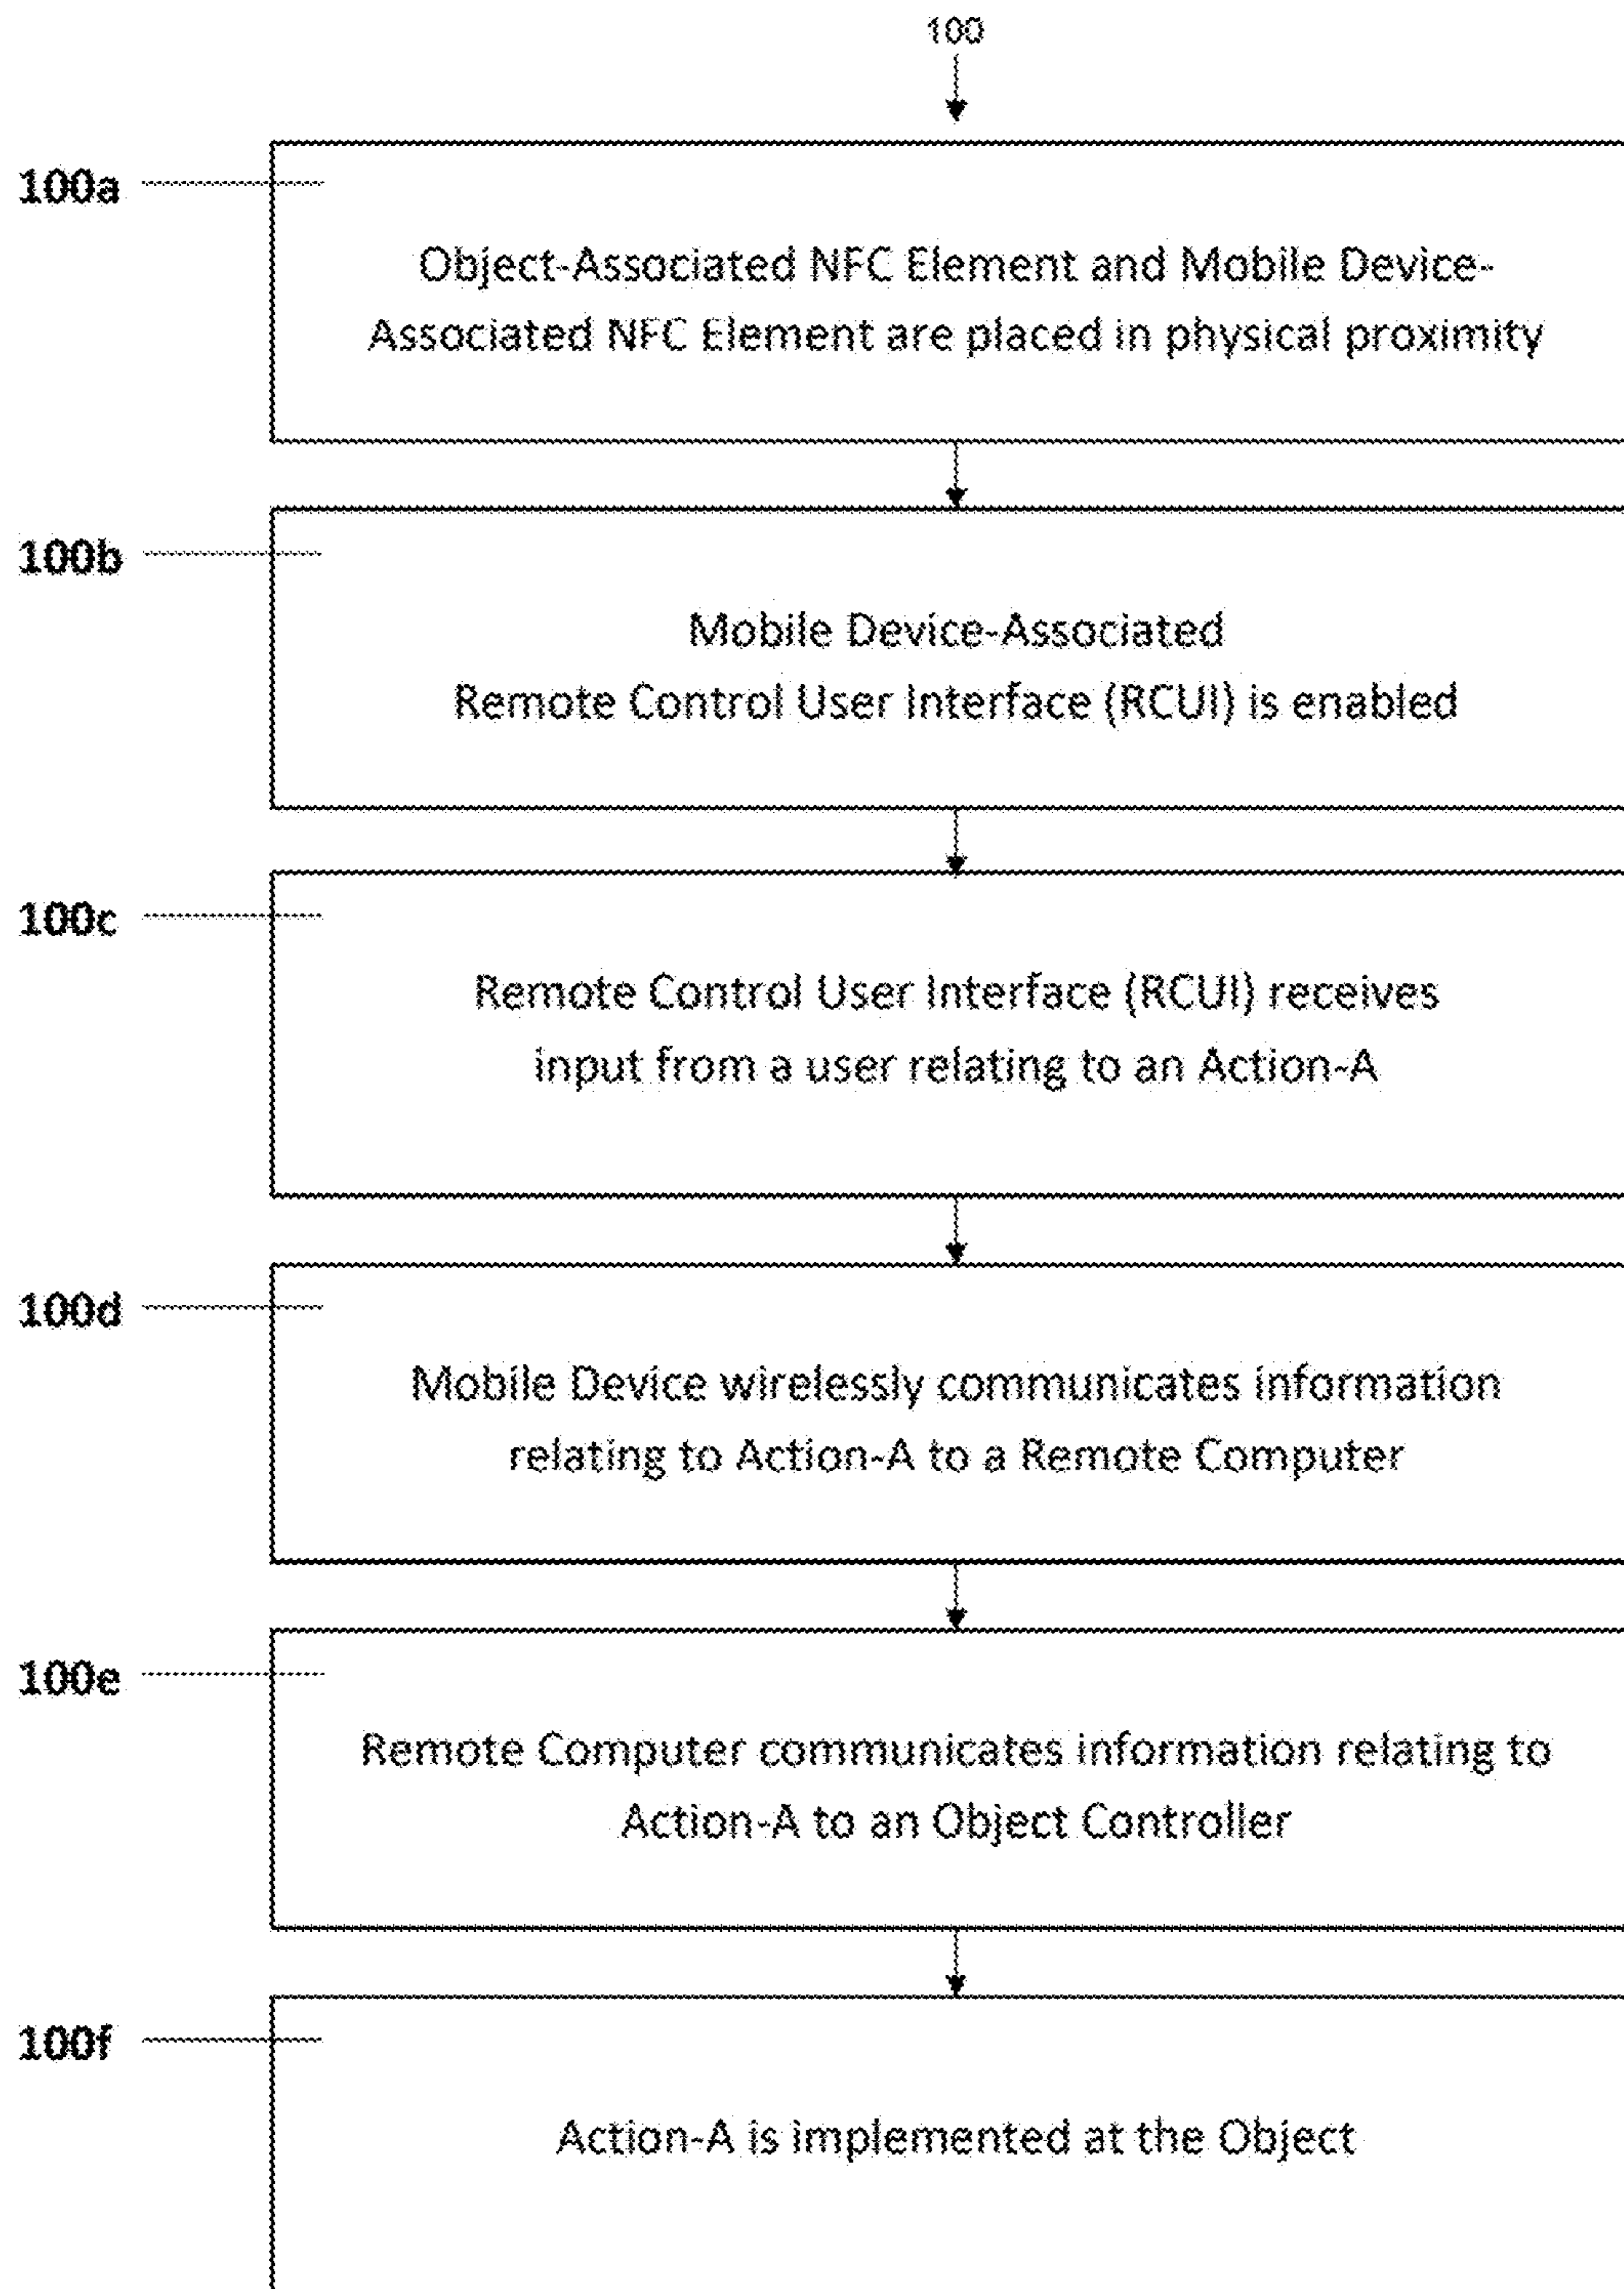 100
100a
Object-Associated NFC Element and Mobile Device-
Associated NFC Element are placed in physical proximity
100b
Mobile Device-Associated
Remote Control User Interface (RCUI) is enabled
100c
Remote Control User Interface (RCUI) receives
input from a user relating to an Action-A
100d
Mobile Device wirelessly communicates information
relating to Action-A to a Remote Computer
100e
Remote Computer communicates information relating to
Action-A to an Object Controller
100f
Action-A is implemented at the Object